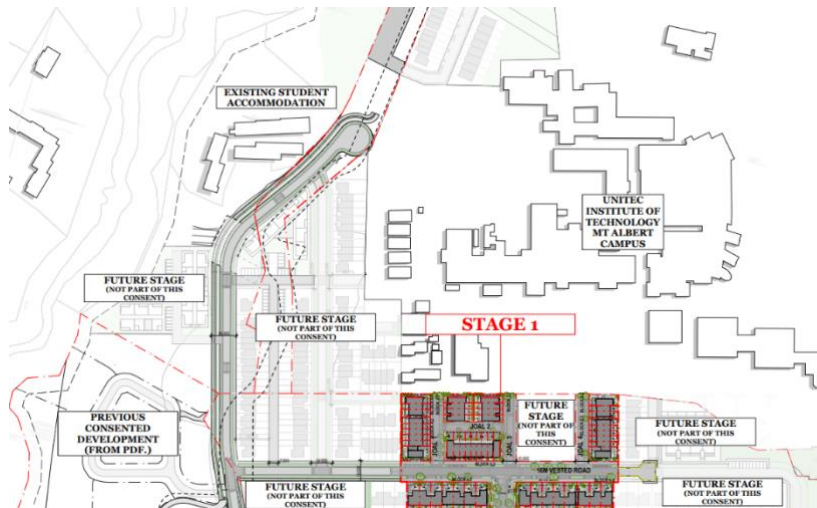 EXISTING STUDENT
ACCOMMODATION
UNITEC
INSTITUTE OF
TECHNOLOGY
MT ALBERT
CAMPUS
FUTURE STAGE
(NOT PART OF THIS
CONSENT)
FUTURE STAGE
(NOT PART OF THIS
CONSENT)
STAGE 1
PREVIOUS
CONSENTED
DEVELOPMENT
(FROM PDF.)
FUTURE
STAGE
(NOT PART OF THIS
CONSENT)
FUTURE STAGE
(NOT PART OF THIS
CONSENT)
JOAL 2
VESTED ROAD
FUTURE STAGE
(NOT PART OF THIS
CONSENT)
FUTURE STAGE
(NOT PART OF THIS
CONSENT)